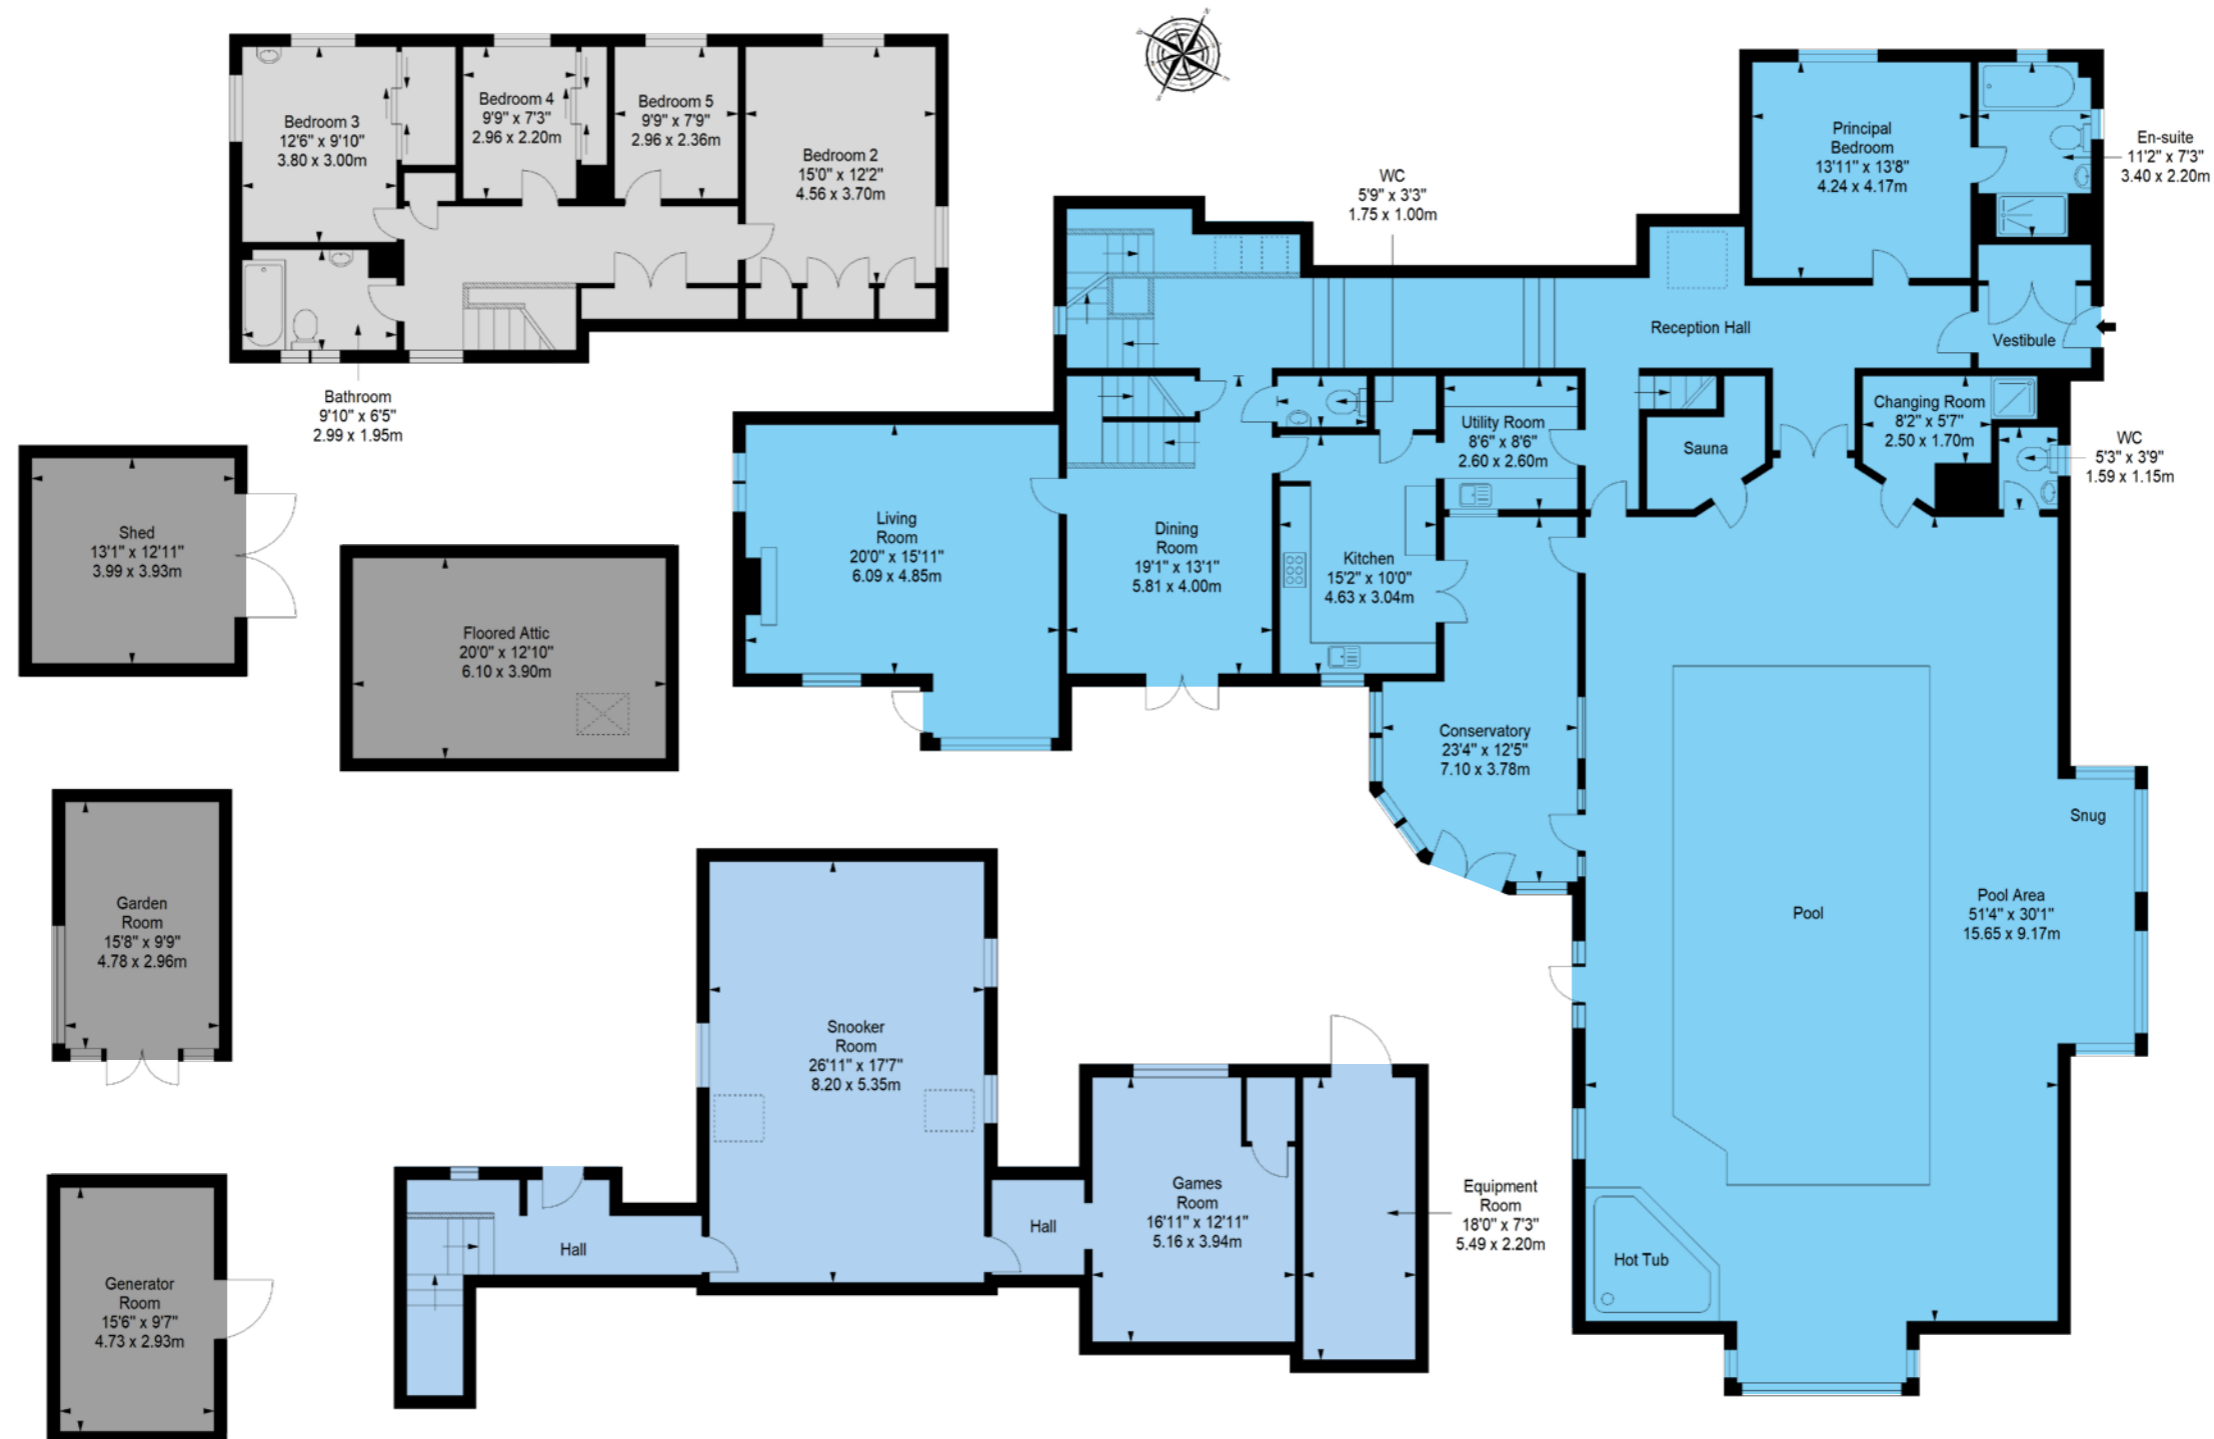 Bedroom 3
12'6" x 9'10"
3.80 x 3.00m
Bedroom 4
9'9" x 7'3"
2.96 x 2.20m
Bedroom 5
9'9" x 7'9"
2.96 x 2.36m
Bedroom 2
15'0" x 12'2"
4.56 x 3.70m
Bathroom
9'10" x 6'5"
2.99 x 1.95m
N
E
S
WC
5'9" x 3'3"
1.75 x 1.00m
Principal
Bedroom
13'11" x 13'8"
4.24 x 4.17m
En-suite
11'2" x 7'3"
3.40 x 2.20m
Reception Hall
Vestibule
Changing Room
8'2" x 5'7"
2.50 x 1.70m
WC
5'3" x 3'9"
1.59 x 1.15m
Utility Room
8'6" x 8'6"
2.60 x 2.60m
Sauna
Shed
13'1" x 12'11"
3.99 x 3.93m
Living
Room
20'0" x 15'11"
6.09 x 4.85m
Dining
Room
19'1" x 13'1"
5.81 x 4.00m
Kitchen
15'2" x 10'0"
4.63 x 3.04m
Floored Attic
20'0" x 12'10"
6.10 x 3.90m
Conservatory
23'4" x 12'5"
7.10 x 3.78m
Snug
Pool
Pool Area
51'4" x 30'1"
15.65 x 9.17m
Garden
Room
15'8" x 9'9"
4.78 x 2.96m
Snooker
Room
26'11" x 17'7"
8.20 x 5.35m
Games
Room
16'11" x 12'11"
5.16 x 3.94m
Equipment
Room
18'0" x 7'3"
5.49 x 2.20m
Hall
Hall
Hot Tub
Generator
Room
15'6" x 9'7"
4.73 x 2.93m